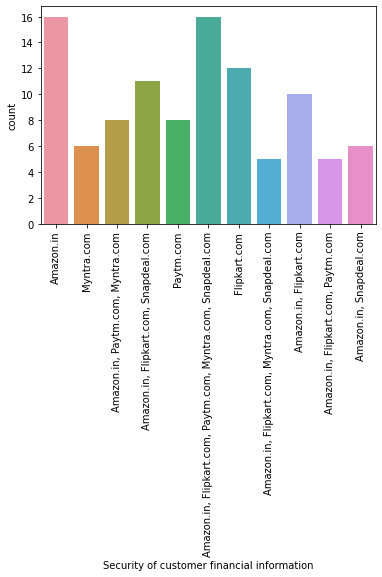 16
14
12
10
8
6
4
2
0
count
Amazon.in
Myntra.com
Amazon.in, Paytm.com, Myntra.com
Amazon.in, Flipkart.com, Snapdeal.com
Paytm.com
Amazon.in, Flipkart.com, Paytm.com, Myntra.com, Snapdeal.com
Flipkart.com
Amazon.in, Flipkart.com, Myntra.com, Snapdeal.com
Amazon.in, Flipkart.com
Amazon.in, Flipkart.com, Paytm.com
Amazon.in, Snapdeal.com
Security of customer financial information